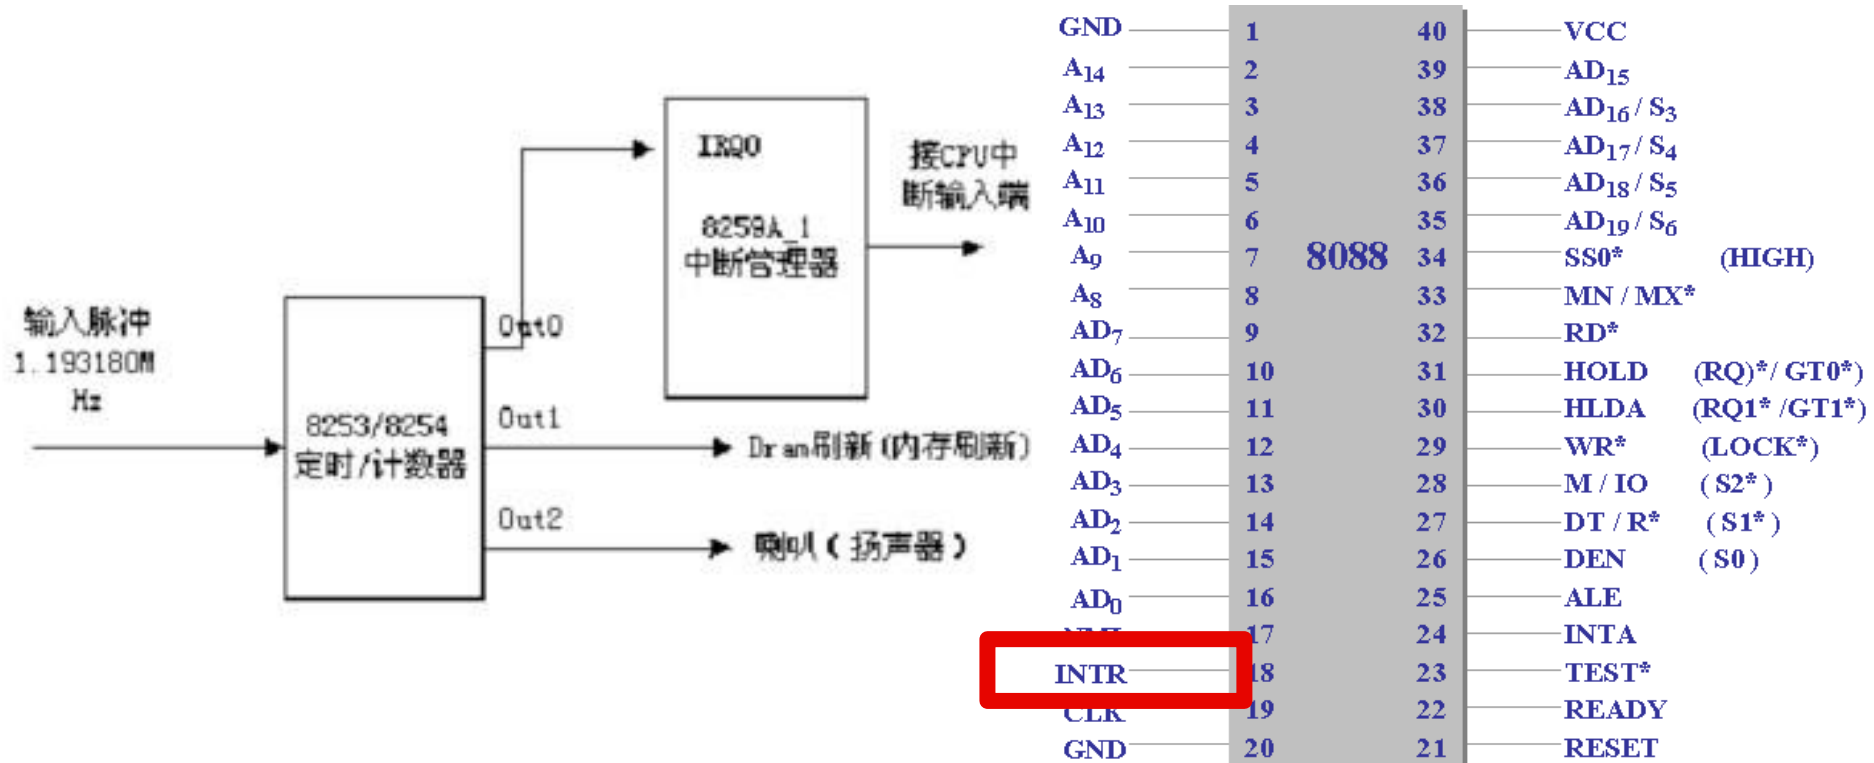 输入脉冲
1.193180M
Hz
8253/8254
定时/计数器
Out0
Out1
Out2
IRQ0
8259A_1
中断管理器
接CPU中
断输入端
Dram刷新(内存刷新)
喇叭(扬声器)
GND 1 40 VCC
A14 2 39 AD15
A13 3 38 AD16/S3
A12 4 37 AD17/S4
A11 5 36 AD18/S5
A10 6 35 AD19/S6
A9 7 8088 34 SS0* (HIGH)
A8 8 33 MN/MX*
AD7 9 32 RD*
AD6 10 31 HOLD (RQ)*/GT0*)
AD5 11 30 HLDA (RQ1*/GT1*)
AD4 12 29 WR* (LOCK*)
AD3 13 28 M/IO (S2*)
AD2 14 27 DT/R* (S1*)
AD1 15 26 DEN (S0)
AD0 16 25 ALE
17 24 INTA
INTR 18 23 TEST*
CLK 19 22 READY
GND 20 21 RESET